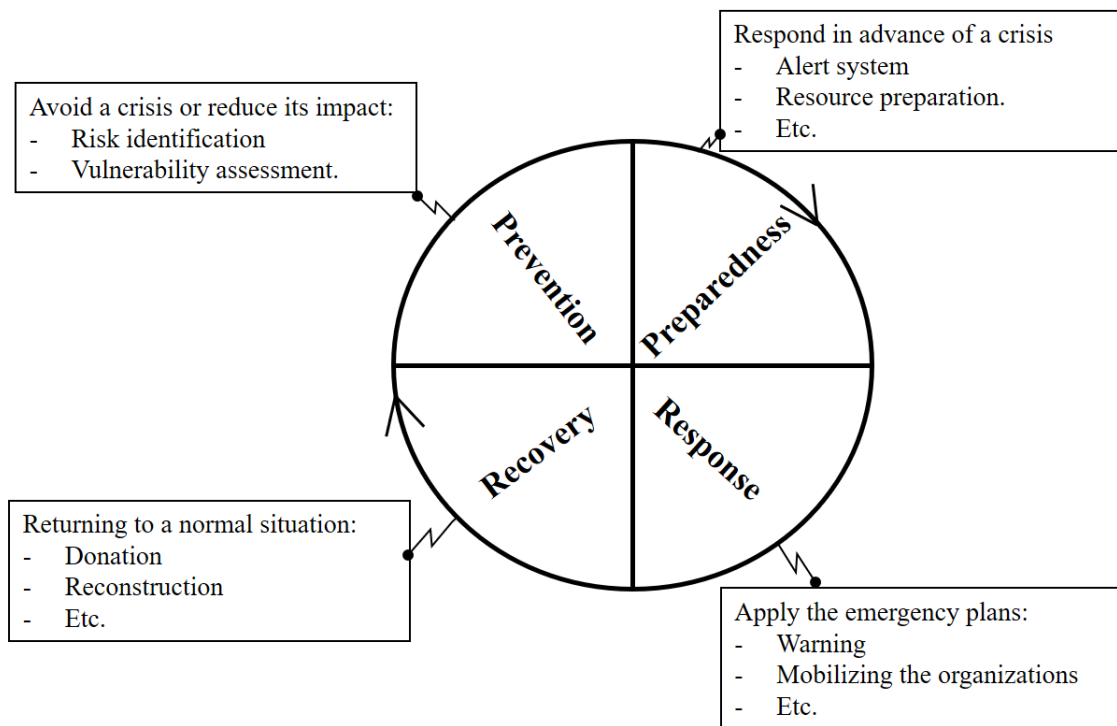 Respond in advance of a crisis
- Alert system
- Resource preparation.
- Etc.
Avoid a crisis or reduce its impact:
- Risk identification
- Vulnerability assessment.
Prevention
Preparedness
Recovery
Response
Returning to a normal situation:
- Donation
- Reconstruction
- Etc.
Apply the emergency plans:
- Warning
- Mobilizing the organizations
- Etc.